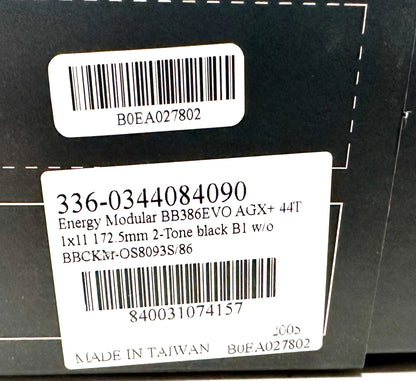 B0EA027802
336-0344084090
Energy Modular BB386EVO AGX+ 44T
1x11 172.5mm 2-Tone black B1 w/o
BBCKM-OS8093S/86
840031074157
2005
MADE IN TAIWAN B0EA027802